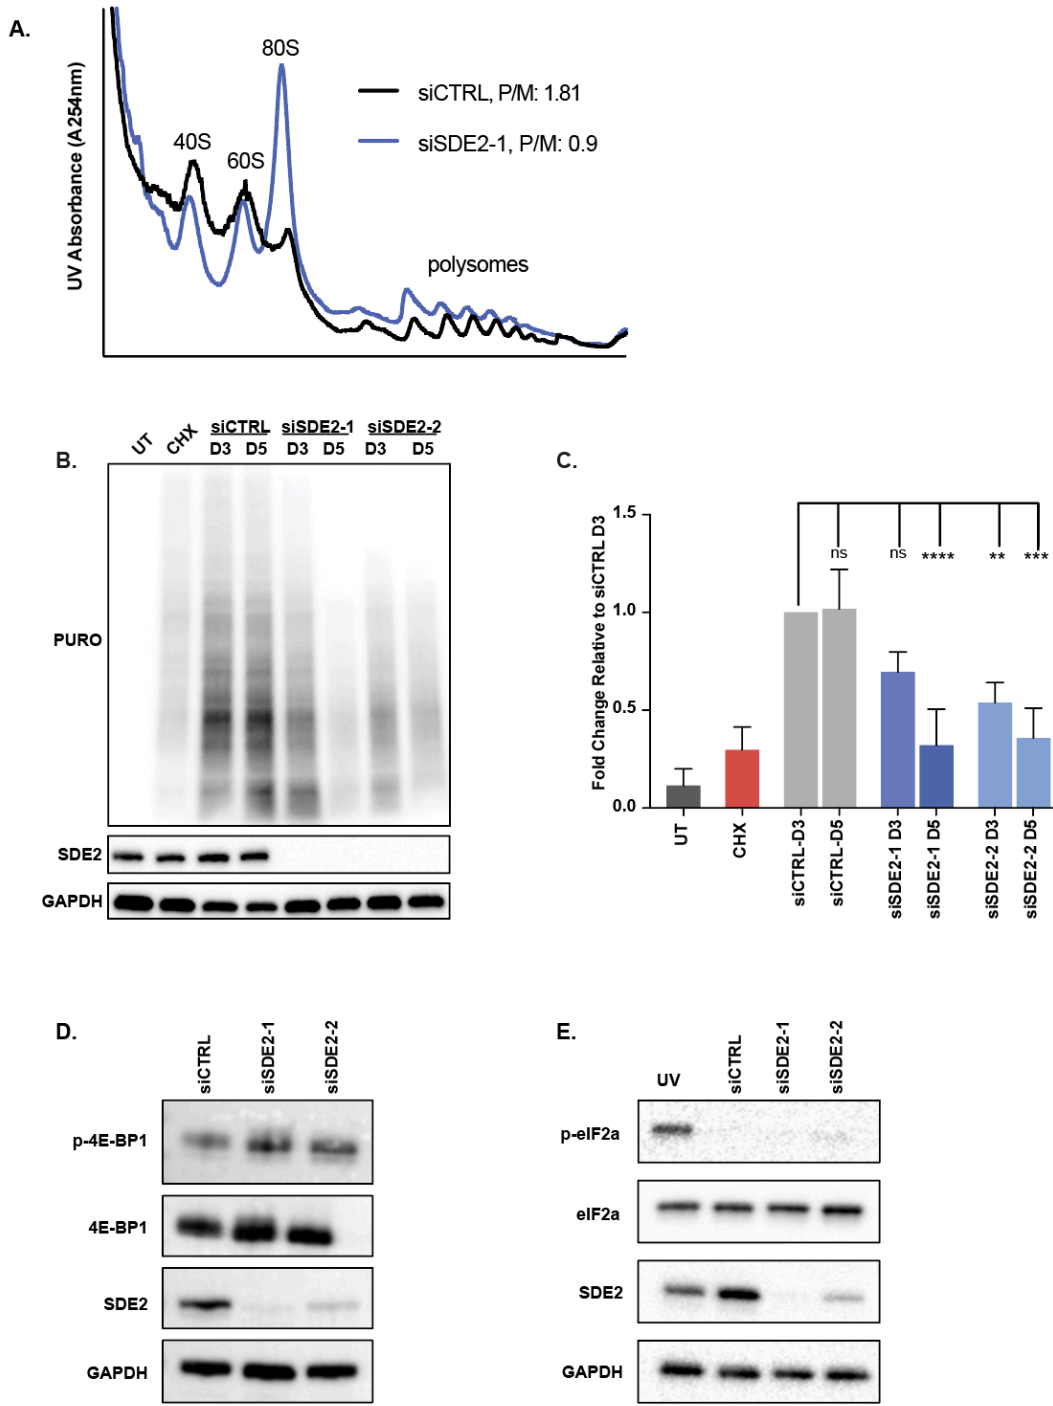 A.
UV Absorbance (A254nm)
40S
60S
80S
siCTRL, P/M: 1.81
siSDE2-1, P/M: 0.9
polysomes
B.
UT
CHX
siCTRL siSDE2-1 siSDE2-2
D3 D5 D3 D5 D3 D5
PURO
SDE2
GAPDH
C.
Fold Change Relative to siCTRL D3
1.5
1.0
0.5
0.0
ns ns **** ** ***
UT
CHX
siCTRL-D3
siCTRL-D5
siSDE2-1 D3
siSDE2-1 D5
siSDE2-2 D3
siSDE2-2 D5
D.
siCTRL
siSDE2-1
siSDE2-2
p-4E-BP1
4E-BP1
SDE2
GAPDH
E.
UV
siCTRL
siSDE2-1
siSDE2-2
p-eIF2a
eIF2a
SDE2
GAPDH